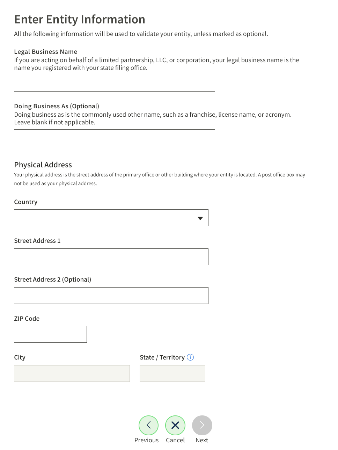 Enter Entity Information
All the following information will be used to validate your entity, unless marked as optional.
Legal Business Name
If you are acting on behalf of a limited partnership, LLC, or corporation, your legal business name is the
name you registered with your state filing office.
Doing Business As (Optional)
Doing business as is the commonly used other name, such as a franchise, license name, or acronym.
Leave blank if not applicable.
Physical Address
Your physical address is the street address of the primary office or other building where your entity is located. A post office box may
not be used as your physical address.
Country
Street Address 1
Street Address 2 (Optional)
ZIP Code
City State / Territory
Previous Cancel Next